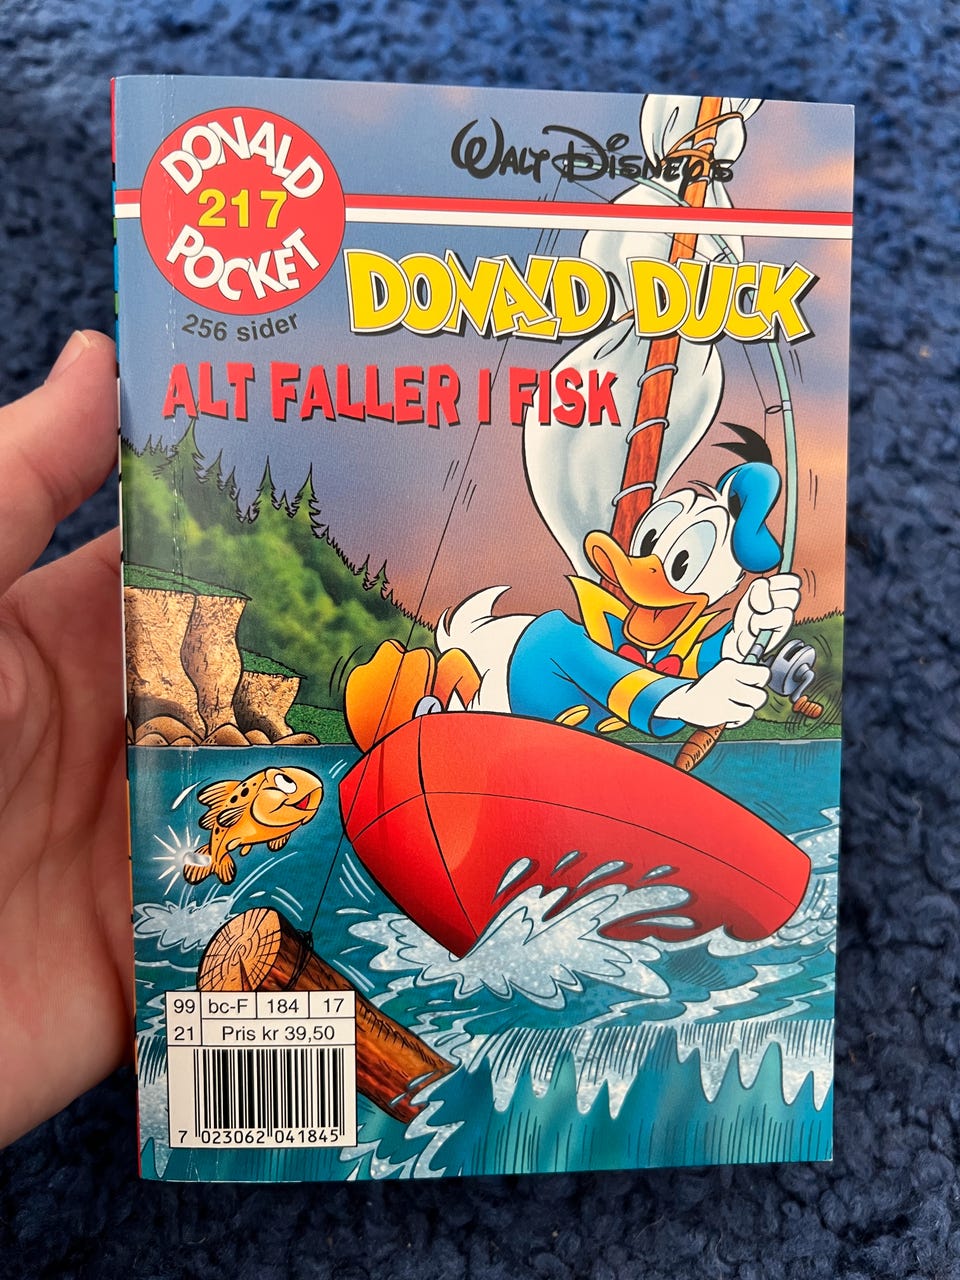 WALT DISNEY'S
DONALD
217
POCKET
256 sider
DONALD DUCK
ALT FALLER I FISK
99 bc-F 184 17
21 Pris kr 39,50
7 023062 041845